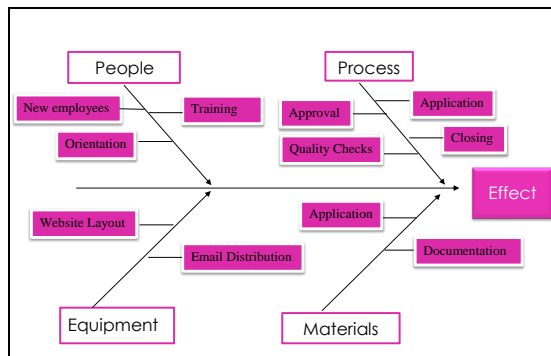 People
Process
New employees
Training
Application
Approval
Orientation
Closing
Quality Checks
Effect
Website Layout
Application
Email Distribution
Documentation
Equipment
Materials